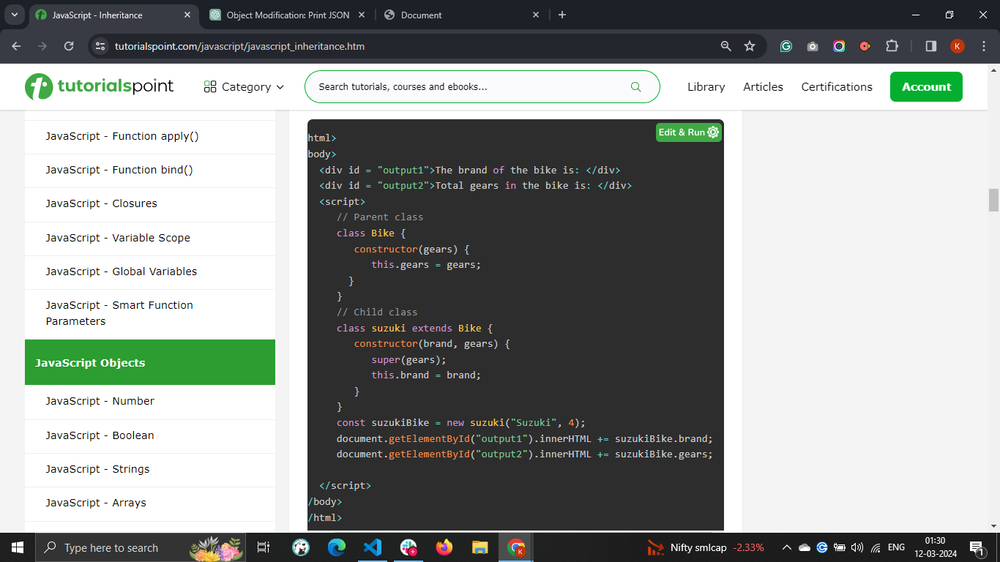 JavaScript - Inheritance
Object Modification: Print JSON
Document
tutorialspoint.com/javascript/javascript_inheritance.htm
K
tutorialspoint
Category
Search tutorials, courses and ebooks...
Library
Articles
Certifications
Account
JavaScript - Function apply()
JavaScript - Function bind()
JavaScript - Closures
JavaScript - Variable Scope
JavaScript - Global Variables
JavaScript - Smart Function
Parameters
JavaScript Objects
JavaScript - Number
JavaScript - Boolean
JavaScript - Strings
JavaScript - Arrays
Edit & Run
html>
body>
<div id = "output1">The brand of the bike is: </div>
<div id = "output2">Total gears in the bike is: </div>
<script>
// Parent class
class Bike {
constructor(gears) {
this.gears = gears;
}
}
// Child class
class suzuki extends Bike {
constructor(brand, gears) {
super(gears);
this.brand = brand;
}
}
const suzukiBike = new suzuki("Suzuki", 4);
document.getElementById("output1").innerHTML += suzukiBike.brand;
document.getElementById("output2").innerHTML += suzukiBike.gears;
</script>
/body>
/html>
Type here to search
K
Nifty smlcap -2.33%
ENG
01:30
12-03-2024
1